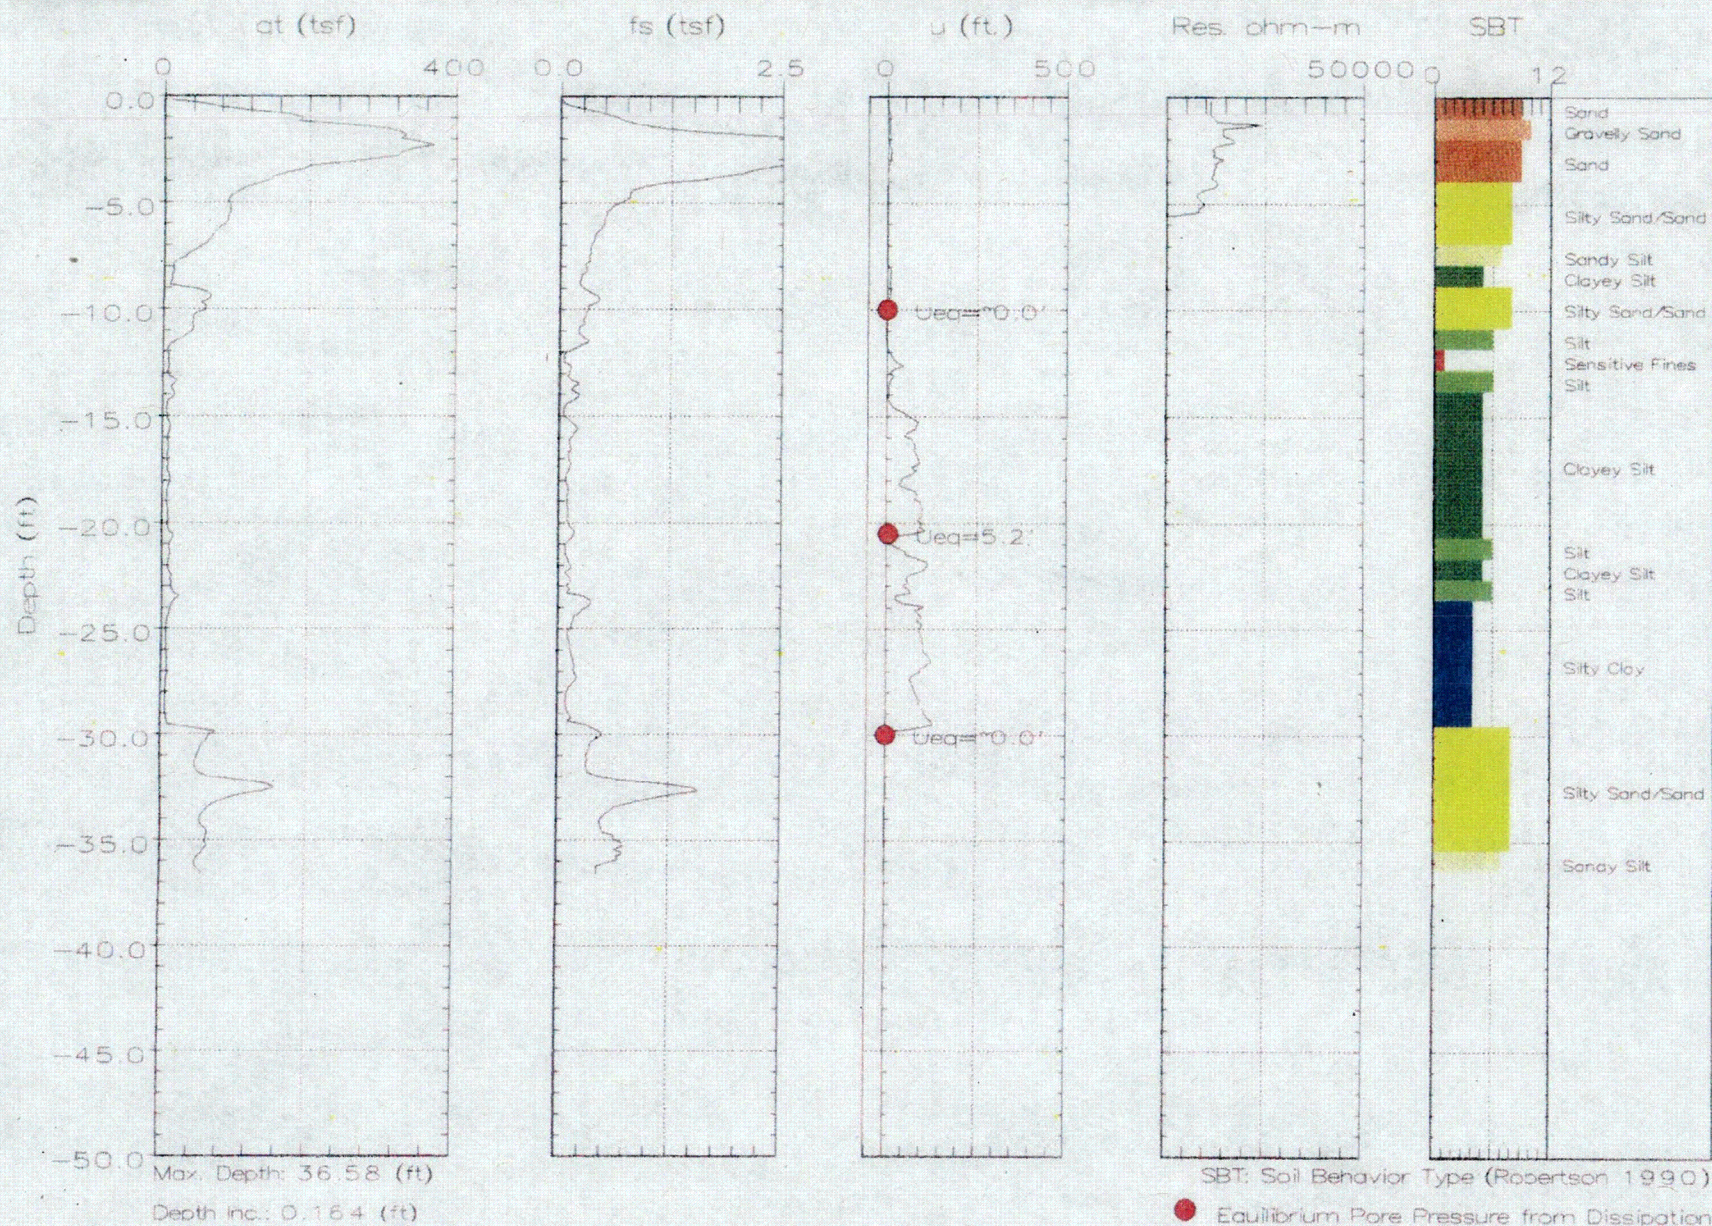 qt (tsf) fs (tsf) u (ft.) Res. ohm-m SBT
0 400 0.0 2.5 0 500 50000 0 12
0.0
Sand
Gravelly Sand
Sand
-5.0
Silty Sand/Sand
Sandy Silt
Clayey Silt
-10.0 Ueq=~0.0' Silty Sand/Sand
Silt
Sensitive Fines
Silt
-15.0
Clayey Silt
-20.0 Ueq=5.2'
Silt
Clayey Silt
Silt
-25.0
Depth (ft)
Silty Clay
-30.0 Ueq=~0.0'
Silty Sand/Sand
-35.0
Sandy Silt
-40.0
-45.0
-50.0
Max. Depth: 36.58 (ft) SBT: Soil Behavior Type (Robertson 1990)
Depth Inc.: 0.164 (ft) Equilibrium Pore Pressure from Dissipation